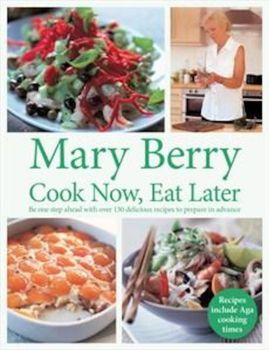 Mary Berry
Cook Now, Eat Later
Be one step ahead with over 130 delicious recipes to prepare in advance
Recipes
include Aga
cooking
times